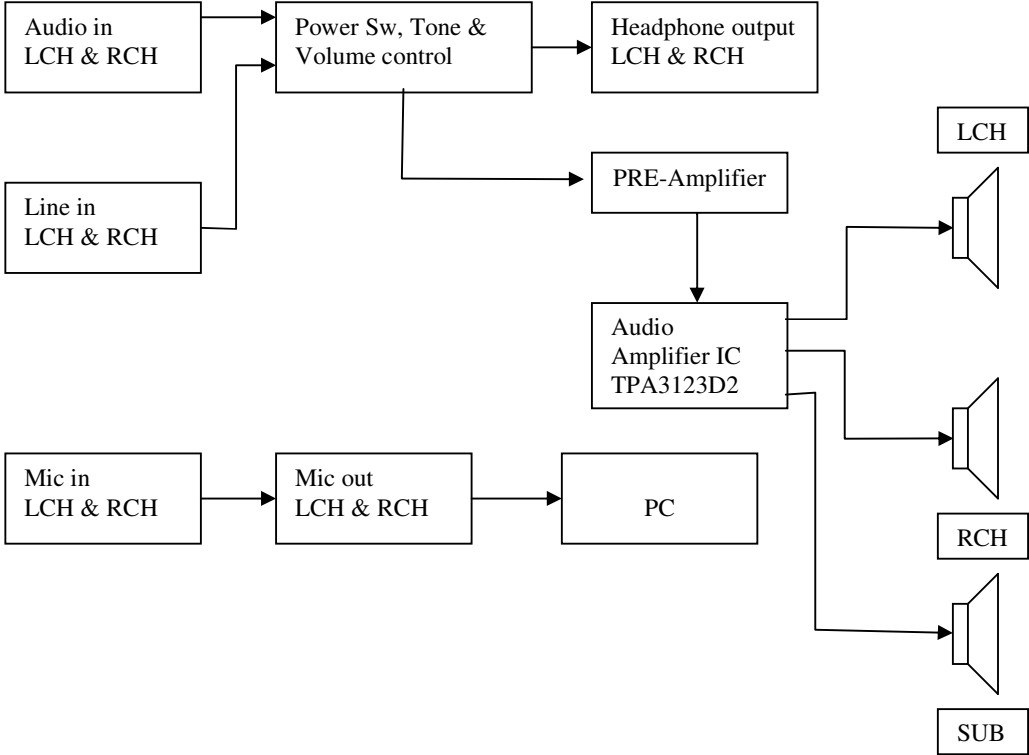 Audio in
LCH & RCH
Power Sw, Tone &
Volume control
Headphone output
LCH & RCH
LCH
Line in
LCH & RCH
PRE-Amplifier
Audio
Amplifier IC
TPA3123D2
Mic in
LCH & RCH
Mic out
LCH & RCH
PC
RCH
SUB